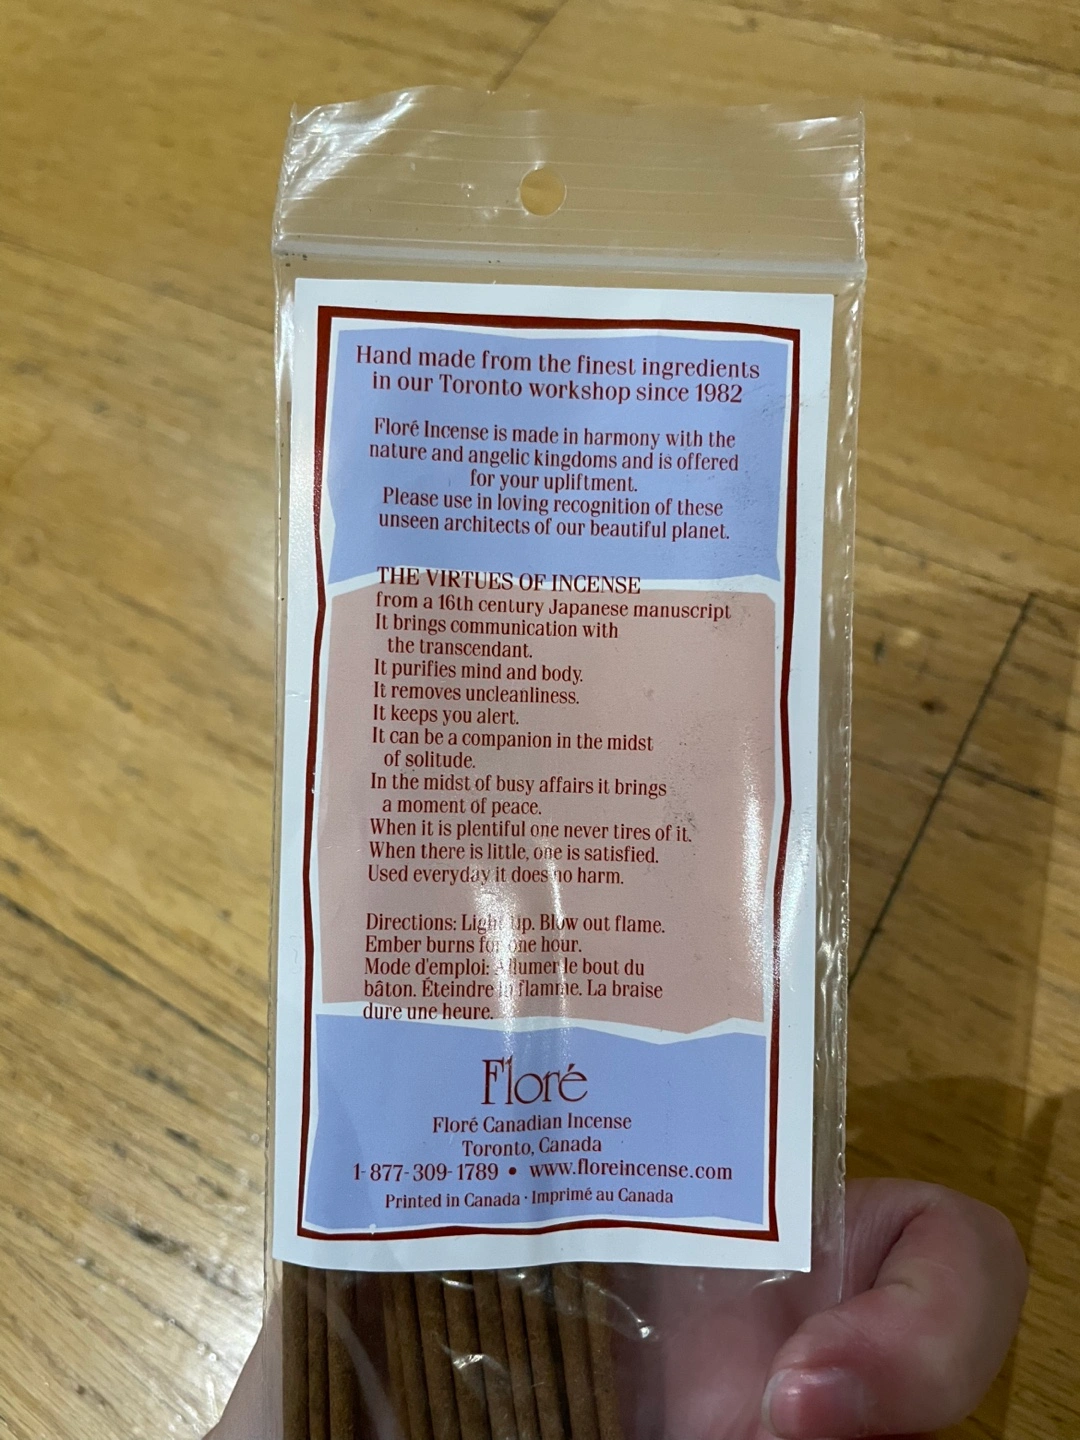 Hand made from the finest ingredients
in our Toronto workshop since 1982
Floré Incense is made in harmony with the
nature and angelic kingdoms and is offered
for your upliftment.
Please use in loving recognition of these
unseen architects of our beautiful planet.
THE VIRTUES OF INCENSE
from a 16th century Japanese manuscript
It brings communication with
the transcendant.
It purifies mind and body.
It removes uncleanliness.
It keeps you alert.
It can be a companion in the midst
of solitude.
In the midst of busy affairs it brings
a moment of peace.
When it is plentiful one never tires of it.
When there is little, one is satisfied.
Used everyday it does no harm.
Directions: Light tip. Blow out flame.
Ember burns for one hour.
Mode d'emploi: Allumer le bout du
bâton. Éteindre la flamme. La braise
dure une heure.
Floré
Floré Canadian Incense
Toronto, Canada
1-877-309-1789 • www.floreincense.com
Printed in Canada · Imprimé au Canada